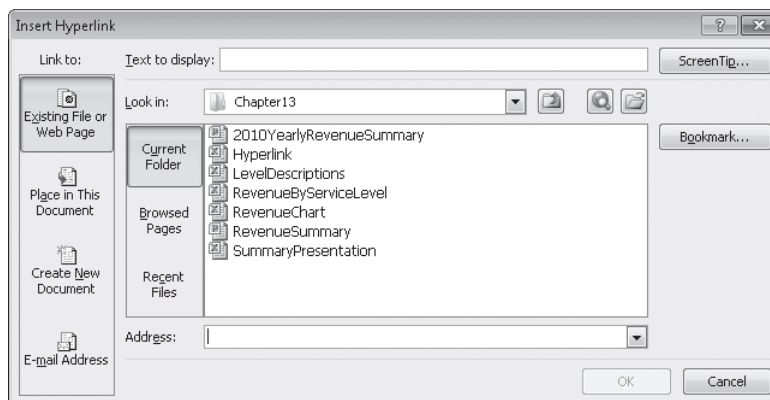 Insert Hyperlink
Link to:
Text to display:
ScreenTip...
Existing File or
Web Page
Look in:
Chapter13
Bookmark...
Current
Folder
2010YearlyRevenueSummary
Hyperlink
LevelDescriptions
RevenueByServiceLevel
RevenueChart
RevenueSummary
SummaryPresentation
Place in This
Document
Browsed
Pages
Create New
Document
Recent
Files
E-mail Address
Address:
OK
Cancel